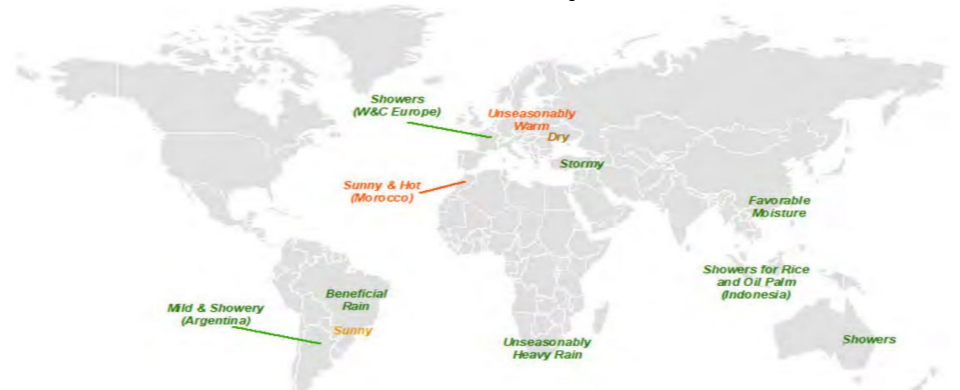 Showers
(W&C Europe)
Unseasonably
Warm
Dry
Stormy
Sunny & Hot
(Morocco)
Favorable
Moisture
Showers for Rice
and Oil Palm
(Indonesia)
Beneficial
Rain
Mild & Showery
(Argentina)
Sunny
Unseasonably
Heavy Rain
Showers